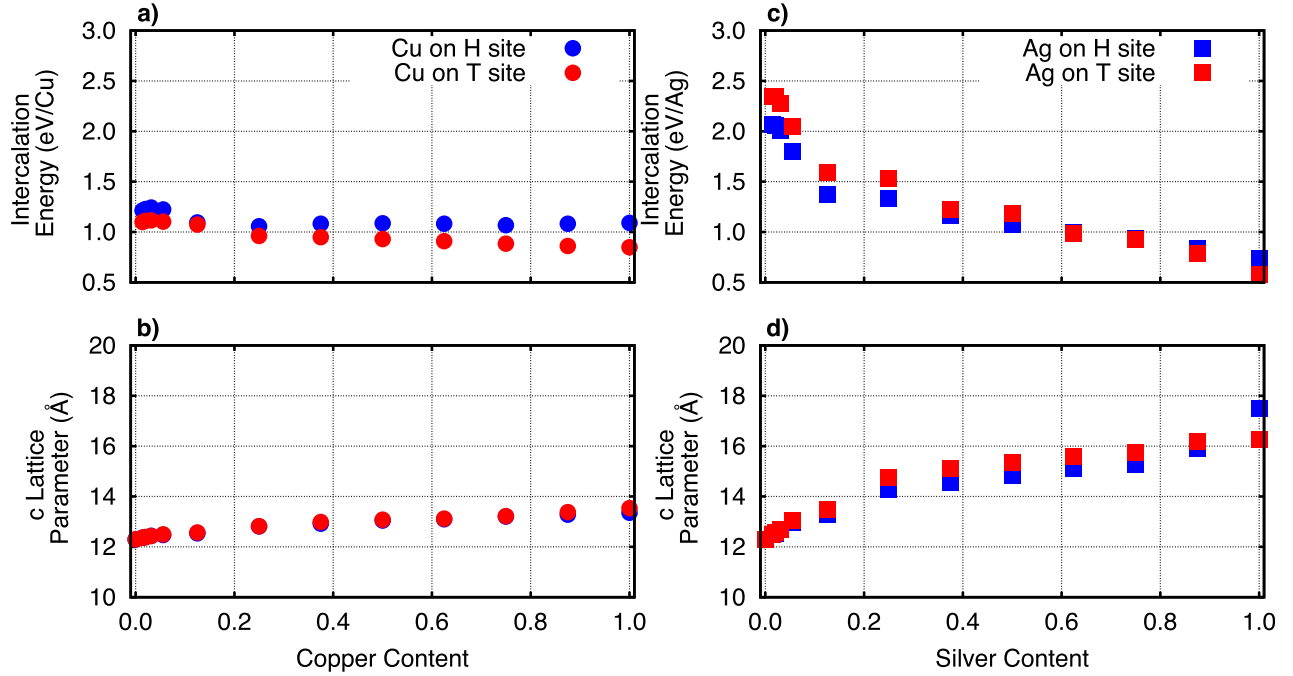 a)
3.0
2.5
2.0
1.5
1.0
0.5
Intercalation
Energy (eV/Cu)
Cu on H site
Cu on T site
c)
3.0
2.5
2.0
1.5
1.0
0.5
Intercalation
Energy (eV/Ag)
Ag on H site
Ag on T site
b)
20
18
16
14
12
10
c Lattice
Parameter (Å)
0.0 0.2 0.4 0.6 0.8 1.0
Copper Content
d)
20
18
16
14
12
10
c Lattice
Parameter (Å)
0.0 0.2 0.4 0.6 0.8 1.0
Silver Content